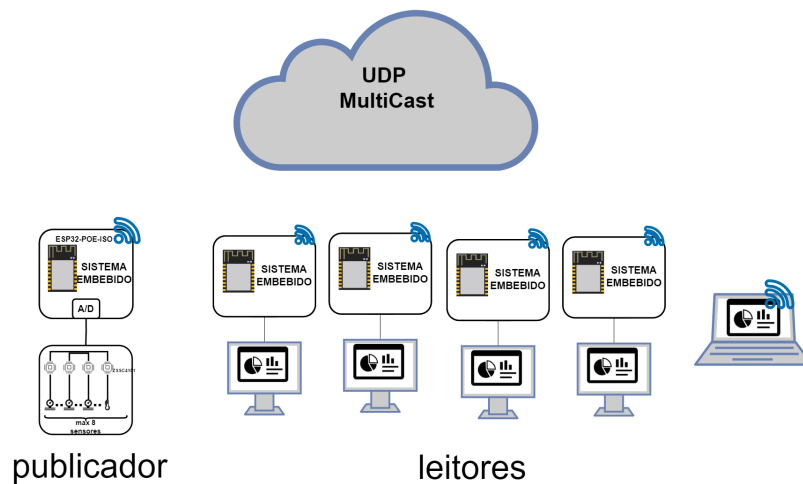 UDP
MultiCast
ESP32-POE-ISO
SISTEMA
EMBEBIDO
A/D
max 8
sensores
publicador
SISTEMA
EMBEBIDO
SISTEMA
EMBEBIDO
SISTEMA
EMBEBIDO
SISTEMA
EMBEBIDO
leitores